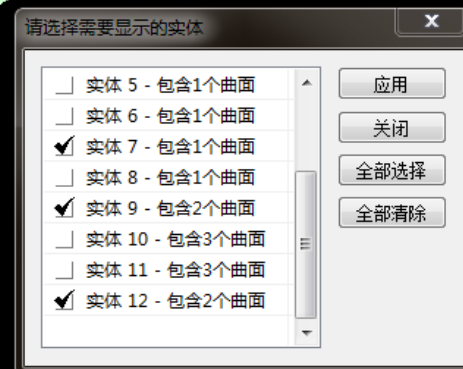 请选择需要显示的实体
x
实体 5 - 包含1个曲面
实体 6 - 包含1个曲面
实体 7 - 包含1个曲面
实体 8 - 包含1个曲面
实体 9 - 包含2个曲面
实体 10 - 包含3个曲面
实体 11 - 包含3个曲面
实体 12 - 包含2个曲面
应用
关闭
全部选择
全部清除